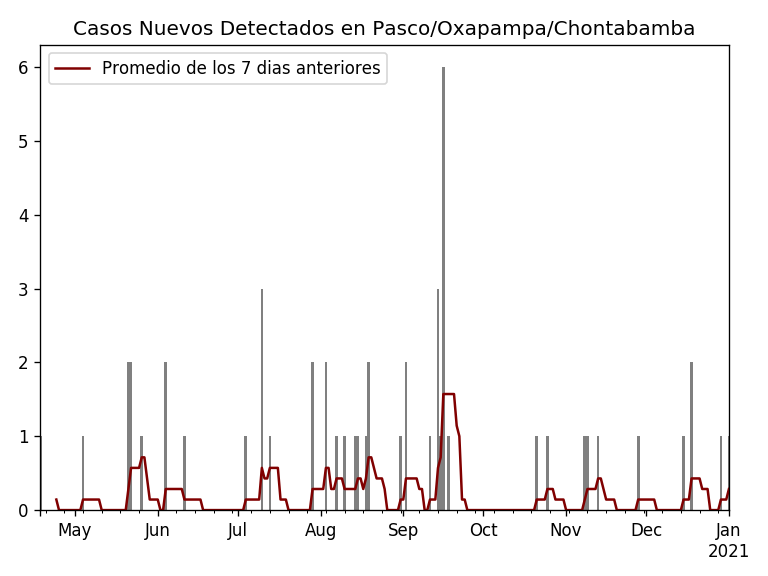 Casos Nuevos Detectados en Pasco/Oxapampa/Chontabamba
Promedio de los 7 dias anteriores
6
5
4
3
2
1
0
May Jun Jul Aug Sep Oct Nov Dec Jan
2021